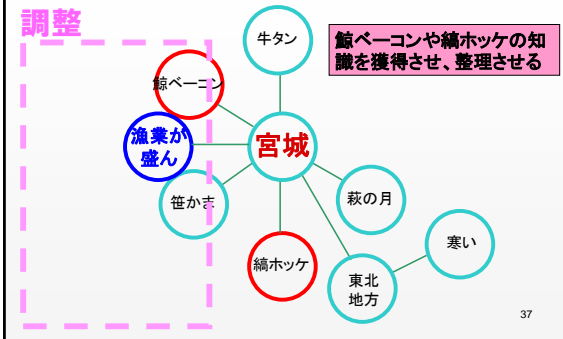 調整
牛タン
鯨ベーコンや縞ホッケの知
識を獲得させ、整理させる
鯨ベーコン
漁業が
盛ん
宮城
笹かま
萩の月
縞ホッケ
寒い
東北
地方
37